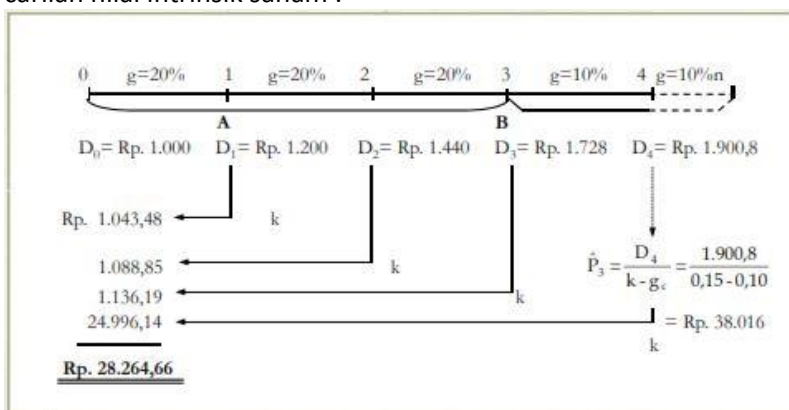 carilah nilai intrinsik saham !
0 g=20% 1 g=20% 2 g=20% 3 g=10% 4 g=10% n
A B
D₀= Rp. 1.000 D₁= Rp. 1.200 D₂= Rp. 1.440 D₃= Rp. 1.728 D₄= Rp. 1.900,8
Rp. 1.043,48 k
1.088,85 k
P̂₃ = D₄ / k - g꜀ = 1.900,8 / 0,15 - 0,10
1.136,19 k
24.996,14 = Rp. 38.016
k
Rp. 28.264,66